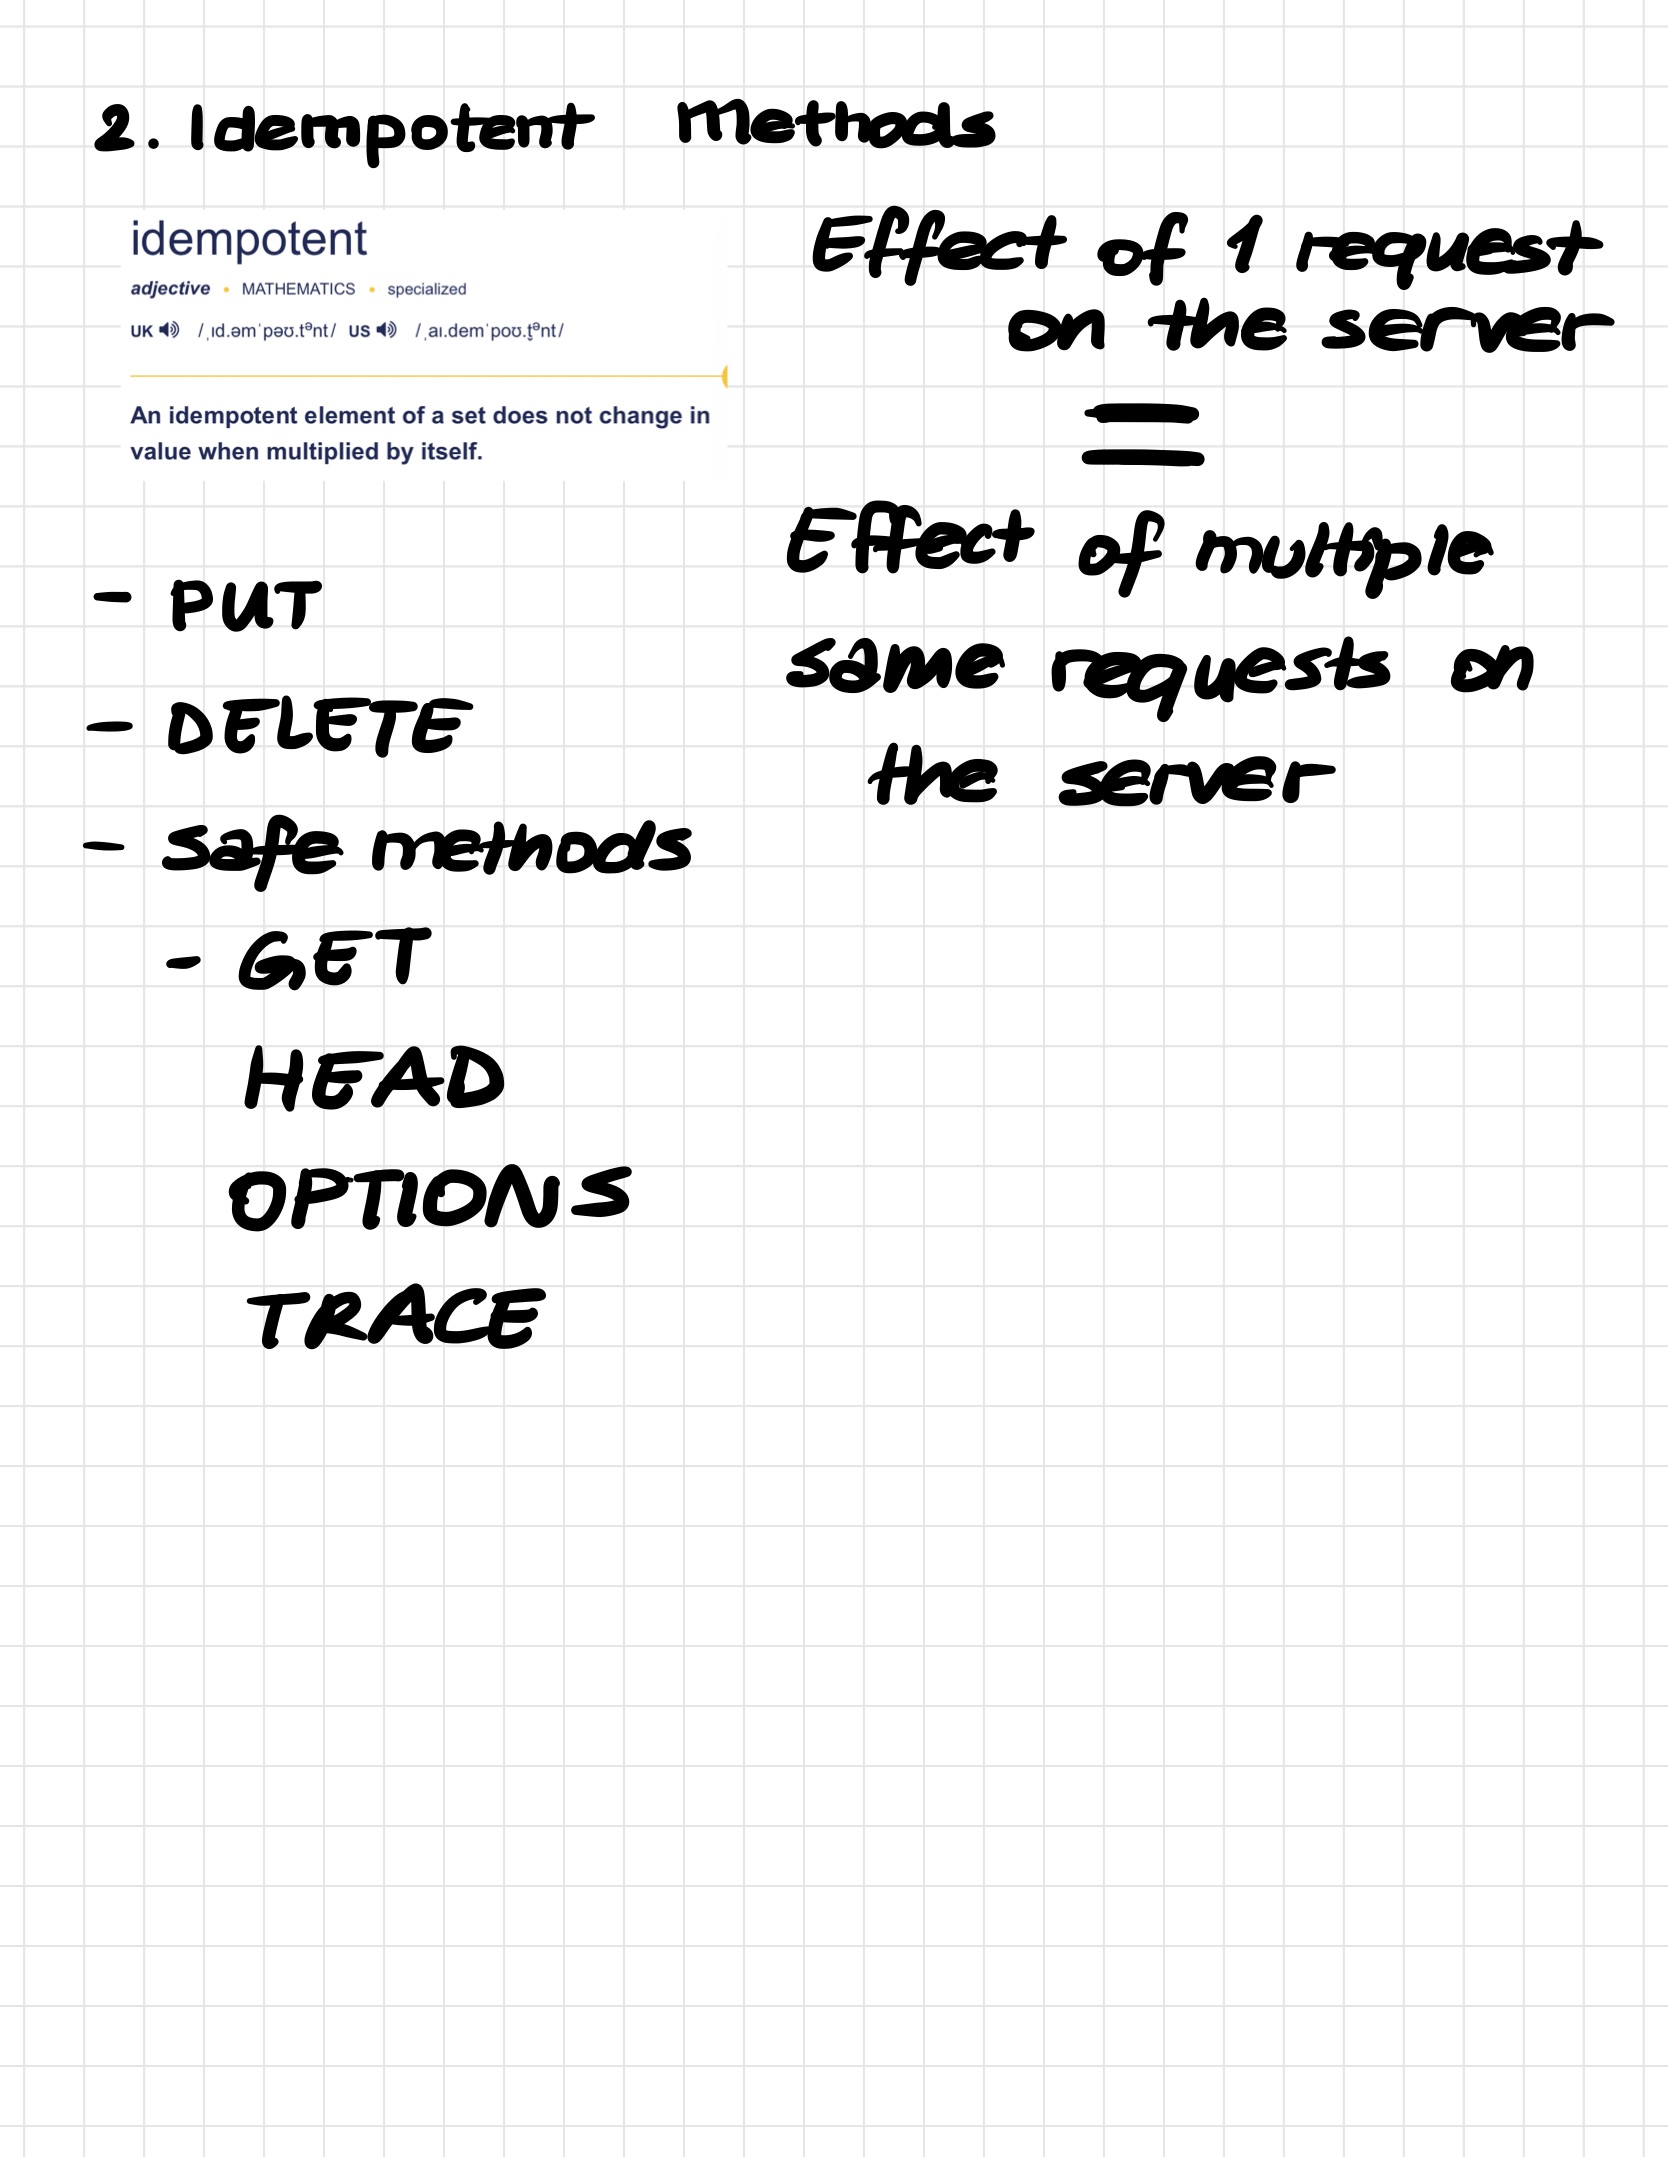 2. Idempotent Methods
idempotent
adjective • MATHEMATICS • specialized
UK /ˌɪd.əmˈpəʊ.tᵊnt/ US /ˌaɪ.demˈpoʊ.t̬ᵊnt/
An idempotent element of a set does not change in
value when multiplied by itself.
Effect of 1 request
on the server
=
Effect of multiple
same requests on
the server
- PUT
- DELETE
- Safe methods
- GET
HEAD
OPTIONS
TRACE